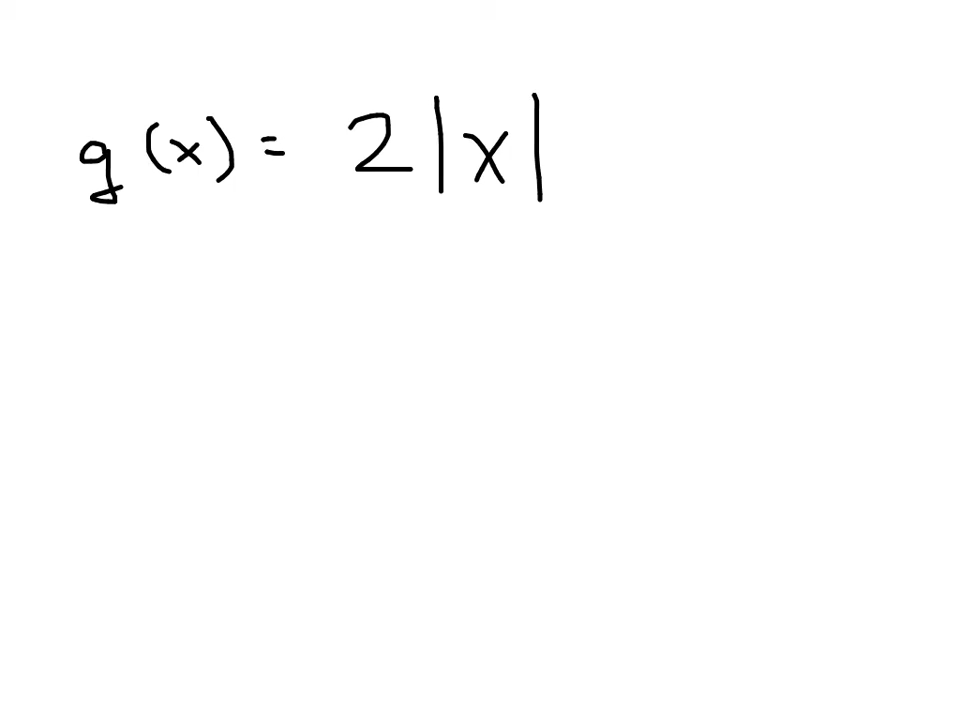 g(x) = 2|x|